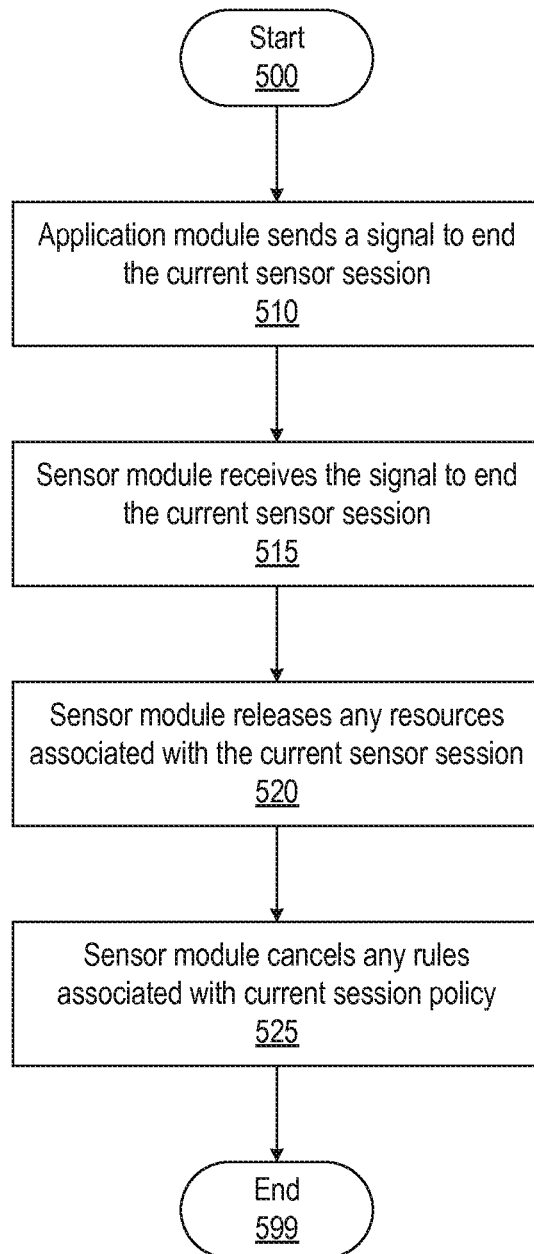 Start
500
Application module sends a signal to end
the current sensor session
510
Sensor module receives the signal to end
the current sensor session
515
Sensor module releases any resources
associated with the current sensor session
520
Sensor module cancels any rules
associated with current session policy
525
End
599